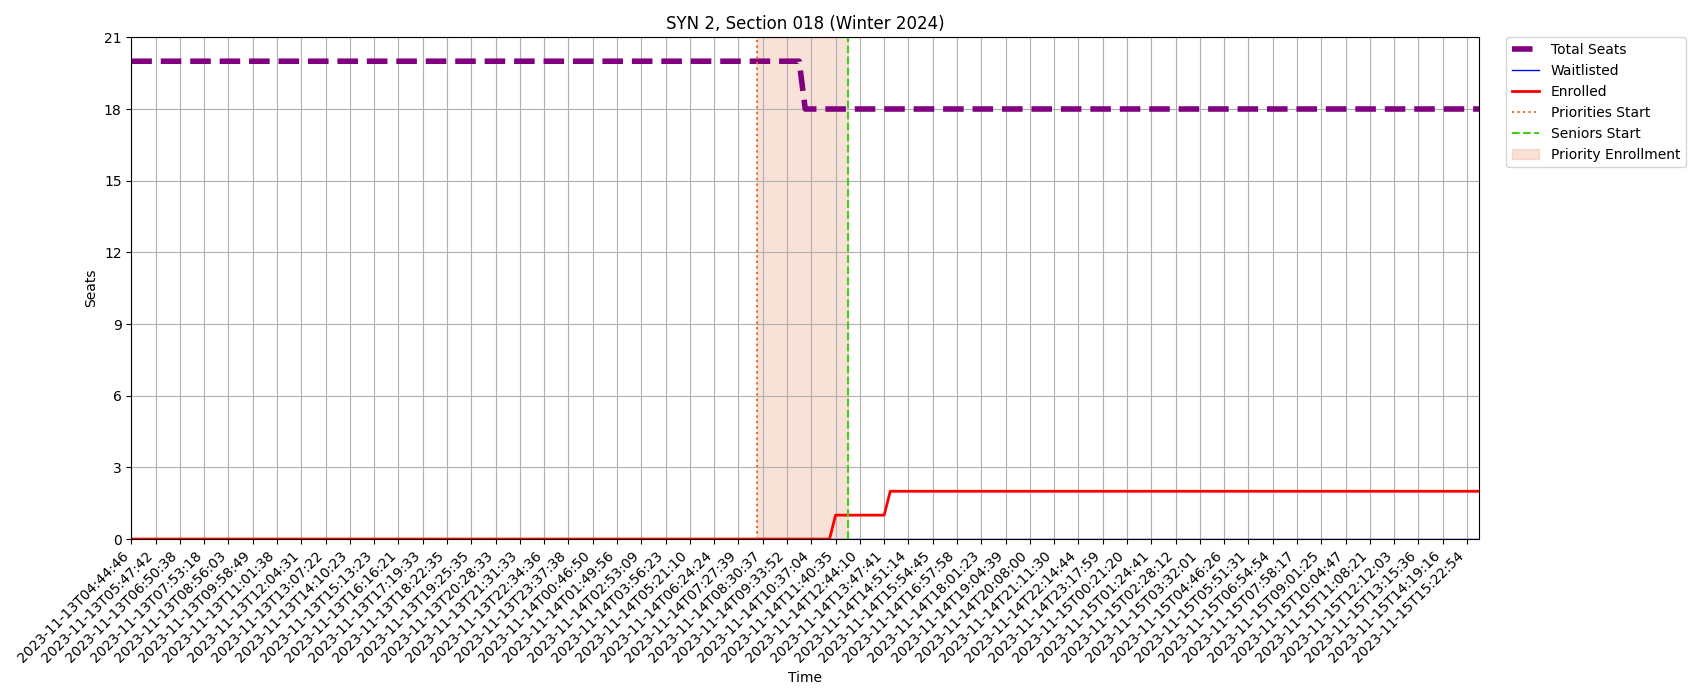 SYN 2, Section 018 (Winter 2024)
21
18
15
12
9
6
3
0
Seats
Total Seats
Waitlisted
Enrolled
Priorities Start
Seniors Start
Priority Enrollment
2023-11-13T04:44:46
2023-11-13T05:47:42
2023-11-13T06:50:38
2023-11-13T07:53:18
2023-11-13T08:56:03
2023-11-13T09:58:49
2023-11-13T11:01:38
2023-11-13T12:04:31
2023-11-13T13:07:22
2023-11-13T14:10:23
2023-11-13T15:13:23
2023-11-13T16:16:21
2023-11-13T17:19:33
2023-11-13T18:22:35
2023-11-13T19:25:35
2023-11-13T20:28:33
2023-11-13T21:31:33
2023-11-13T22:34:36
2023-11-13T23:37:38
2023-11-14T00:46:50
2023-11-14T01:49:56
2023-11-14T02:53:09
2023-11-14T03:56:23
2023-11-14T05:21:10
2023-11-14T06:24:24
2023-11-14T07:27:39
2023-11-14T08:30:37
2023-11-14T09:33:52
2023-11-14T10:37:04
2023-11-14T11:40:35
2023-11-14T12:44:10
2023-11-14T13:47:41
2023-11-14T14:51:14
2023-11-14T15:54:45
2023-11-14T16:57:58
2023-11-14T18:01:23
2023-11-14T19:04:39
2023-11-14T20:08:00
2023-11-14T21:11:30
2023-11-14T22:14:44
2023-11-14T23:17:59
2023-11-15T00:21:20
2023-11-15T01:24:41
2023-11-15T02:28:12
2023-11-15T03:32:01
2023-11-15T04:46:26
2023-11-15T05:51:31
2023-11-15T06:54:54
2023-11-15T07:58:17
2023-11-15T09:01:25
2023-11-15T10:04:47
2023-11-15T11:08:21
2023-11-15T12:12:03
2023-11-15T13:15:36
2023-11-15T14:19:16
2023-11-15T15:22:54
Time